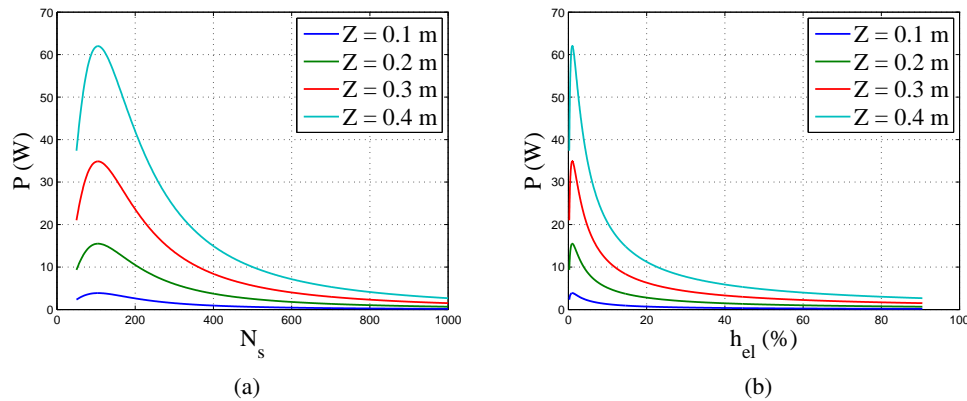 70
60
50
40
30
20
10
0
0 200 400 600 800 1000
P (W)
N_s
Z = 0.1 m
Z = 0.2 m
Z = 0.3 m
Z = 0.4 m
(a)
70
60
50
40
30
20
10
0
0 20 40 60 80 100
P (W)
h_el (%)
Z = 0.1 m
Z = 0.2 m
Z = 0.3 m
Z = 0.4 m
(b)